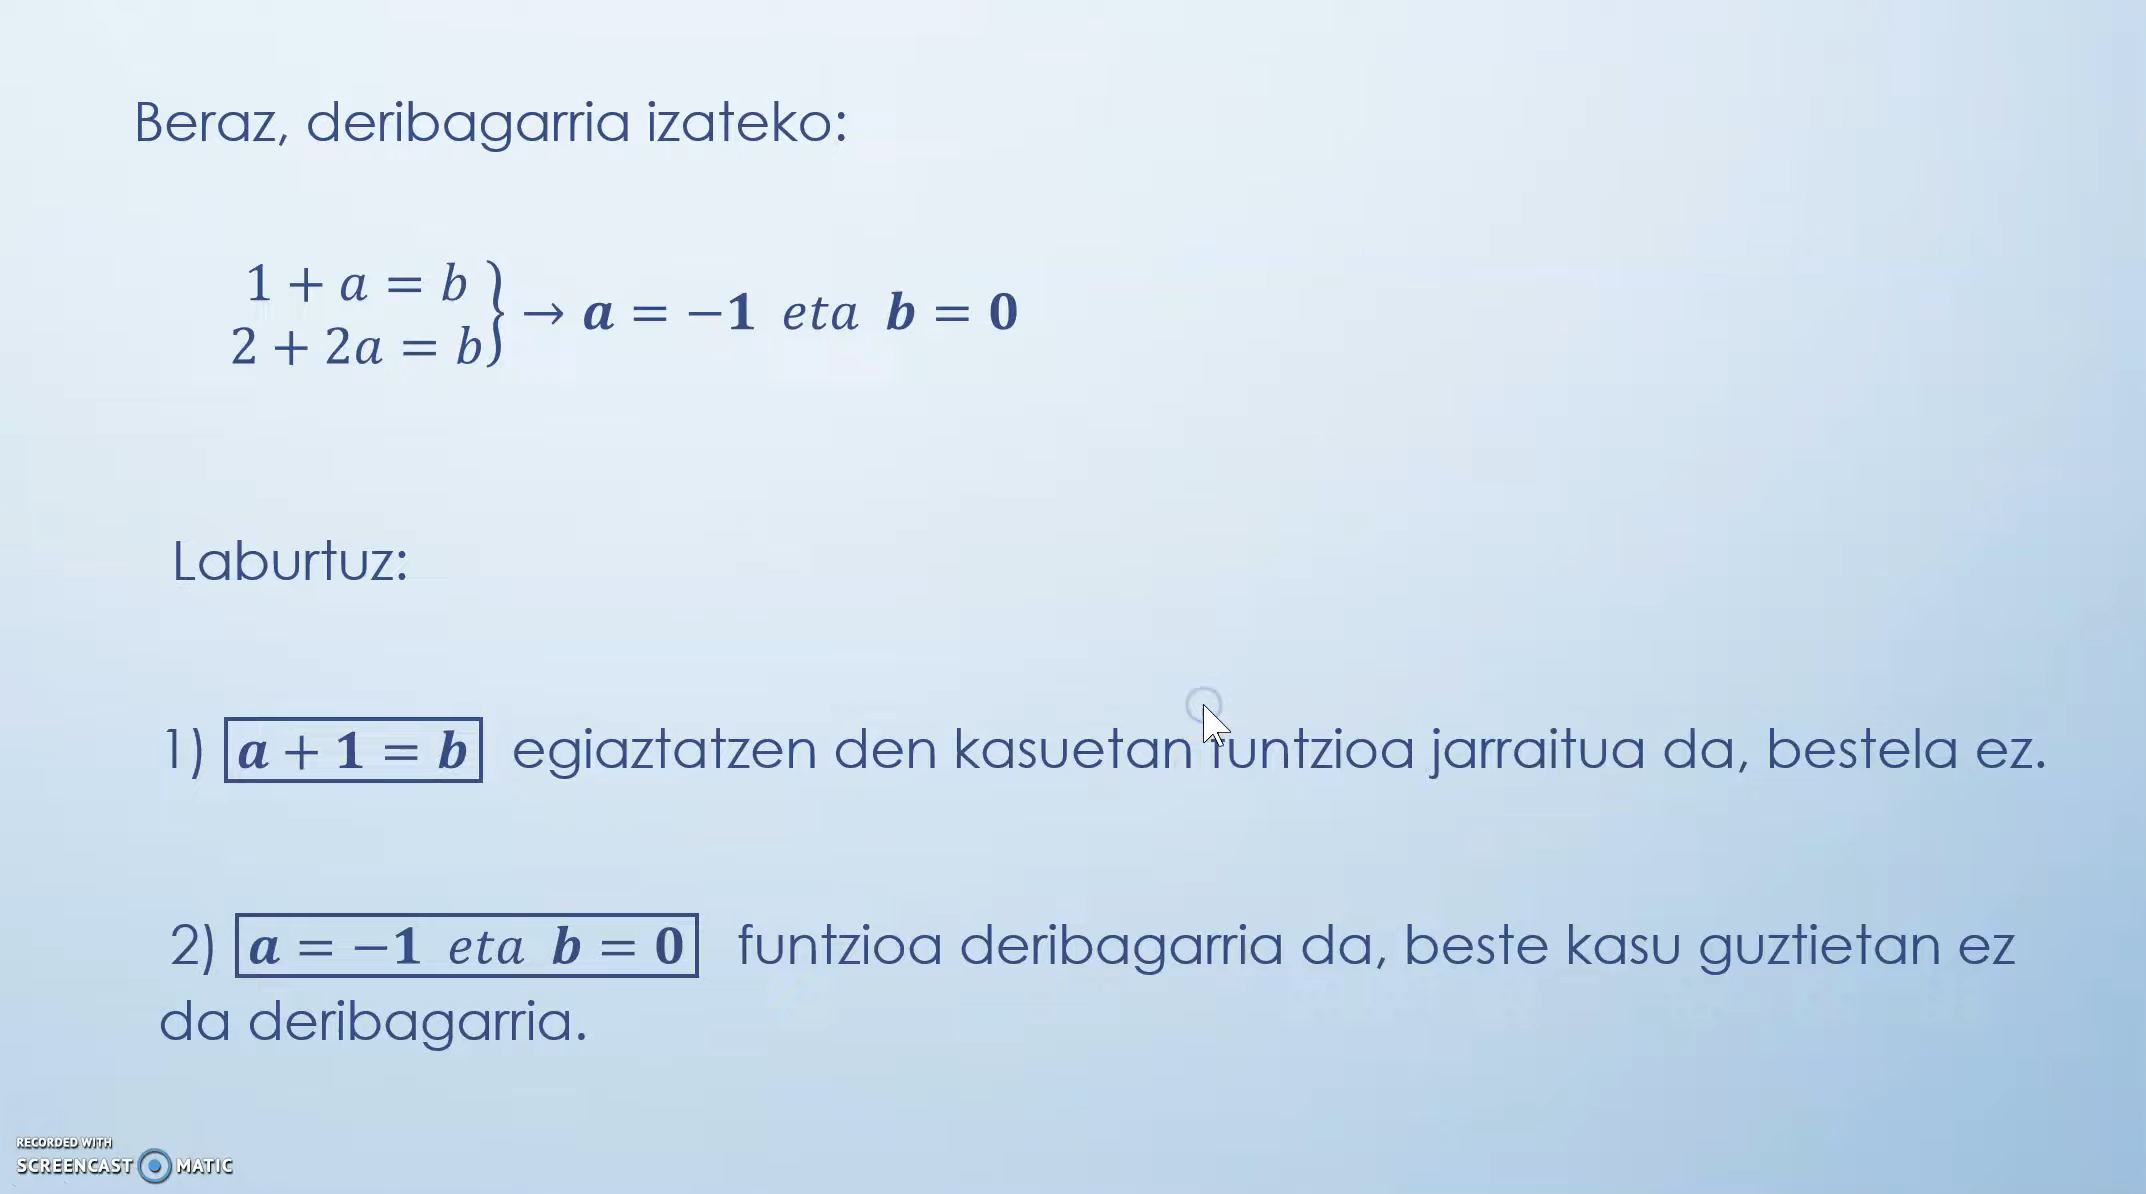 Beraz, deribagarria izateko:
1 + a = b
2 + 2a = b} → a = −1 eta b = 0
Laburtuz:
1) a + 1 = b egiaztatzen den kasuetan funtzioa jarraitua da, bestela ez.
2) a = −1 eta b = 0 funtzioa deribagarria da, beste kasu guztietan ez
da deribagarria.
RECORDED WITH
SCREENCAST MATIC